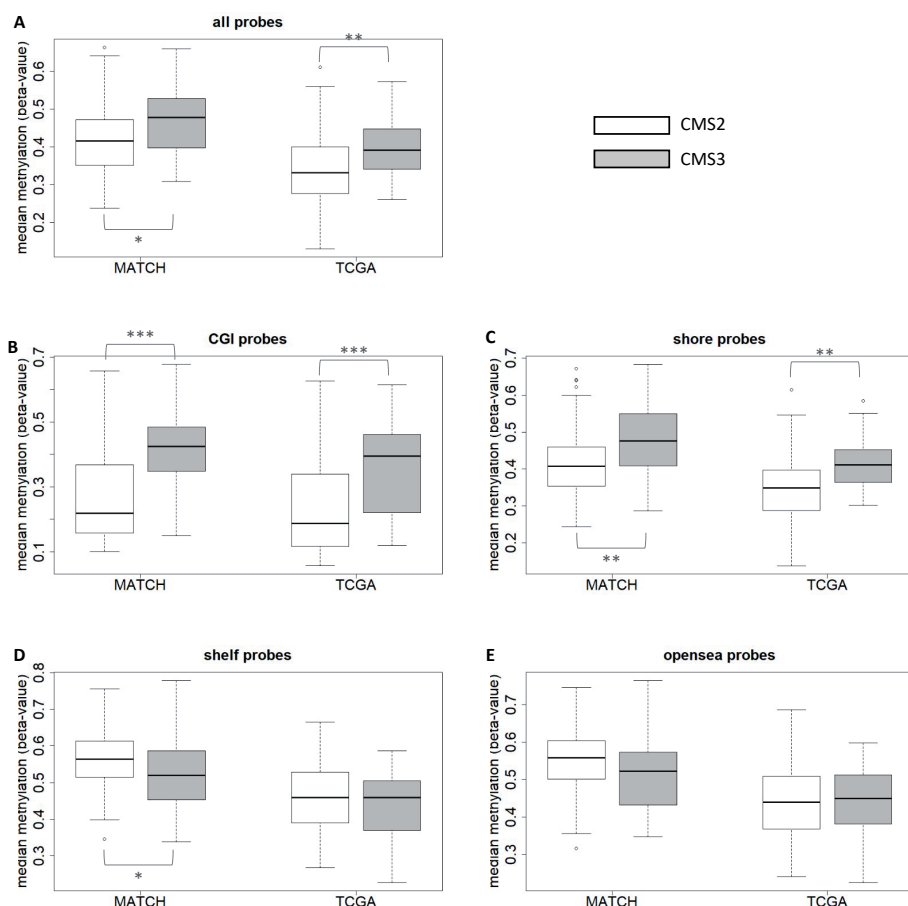 A
all probes
median methylation (beta-value)
0.2 0.3 0.4 0.5 0.6
**
*
MATCH TCGA
CMS2
CMS3
B
CGI probes
median methylation (beta-value)
0.1 0.3 0.5 0.7
***
***
MATCH TCGA
C
shore probes
median methylation (beta-value)
0.2 0.3 0.4 0.5 0.6 0.7
**
**
MATCH TCGA
D
shelf probes
median methylation (beta-value)
0.3 0.4 0.5 0.6 0.7 0.8
*
MATCH TCGA
E
opensea probes
median methylation (beta-value)
0.3 0.4 0.5 0.6 0.7
MATCH TCGA